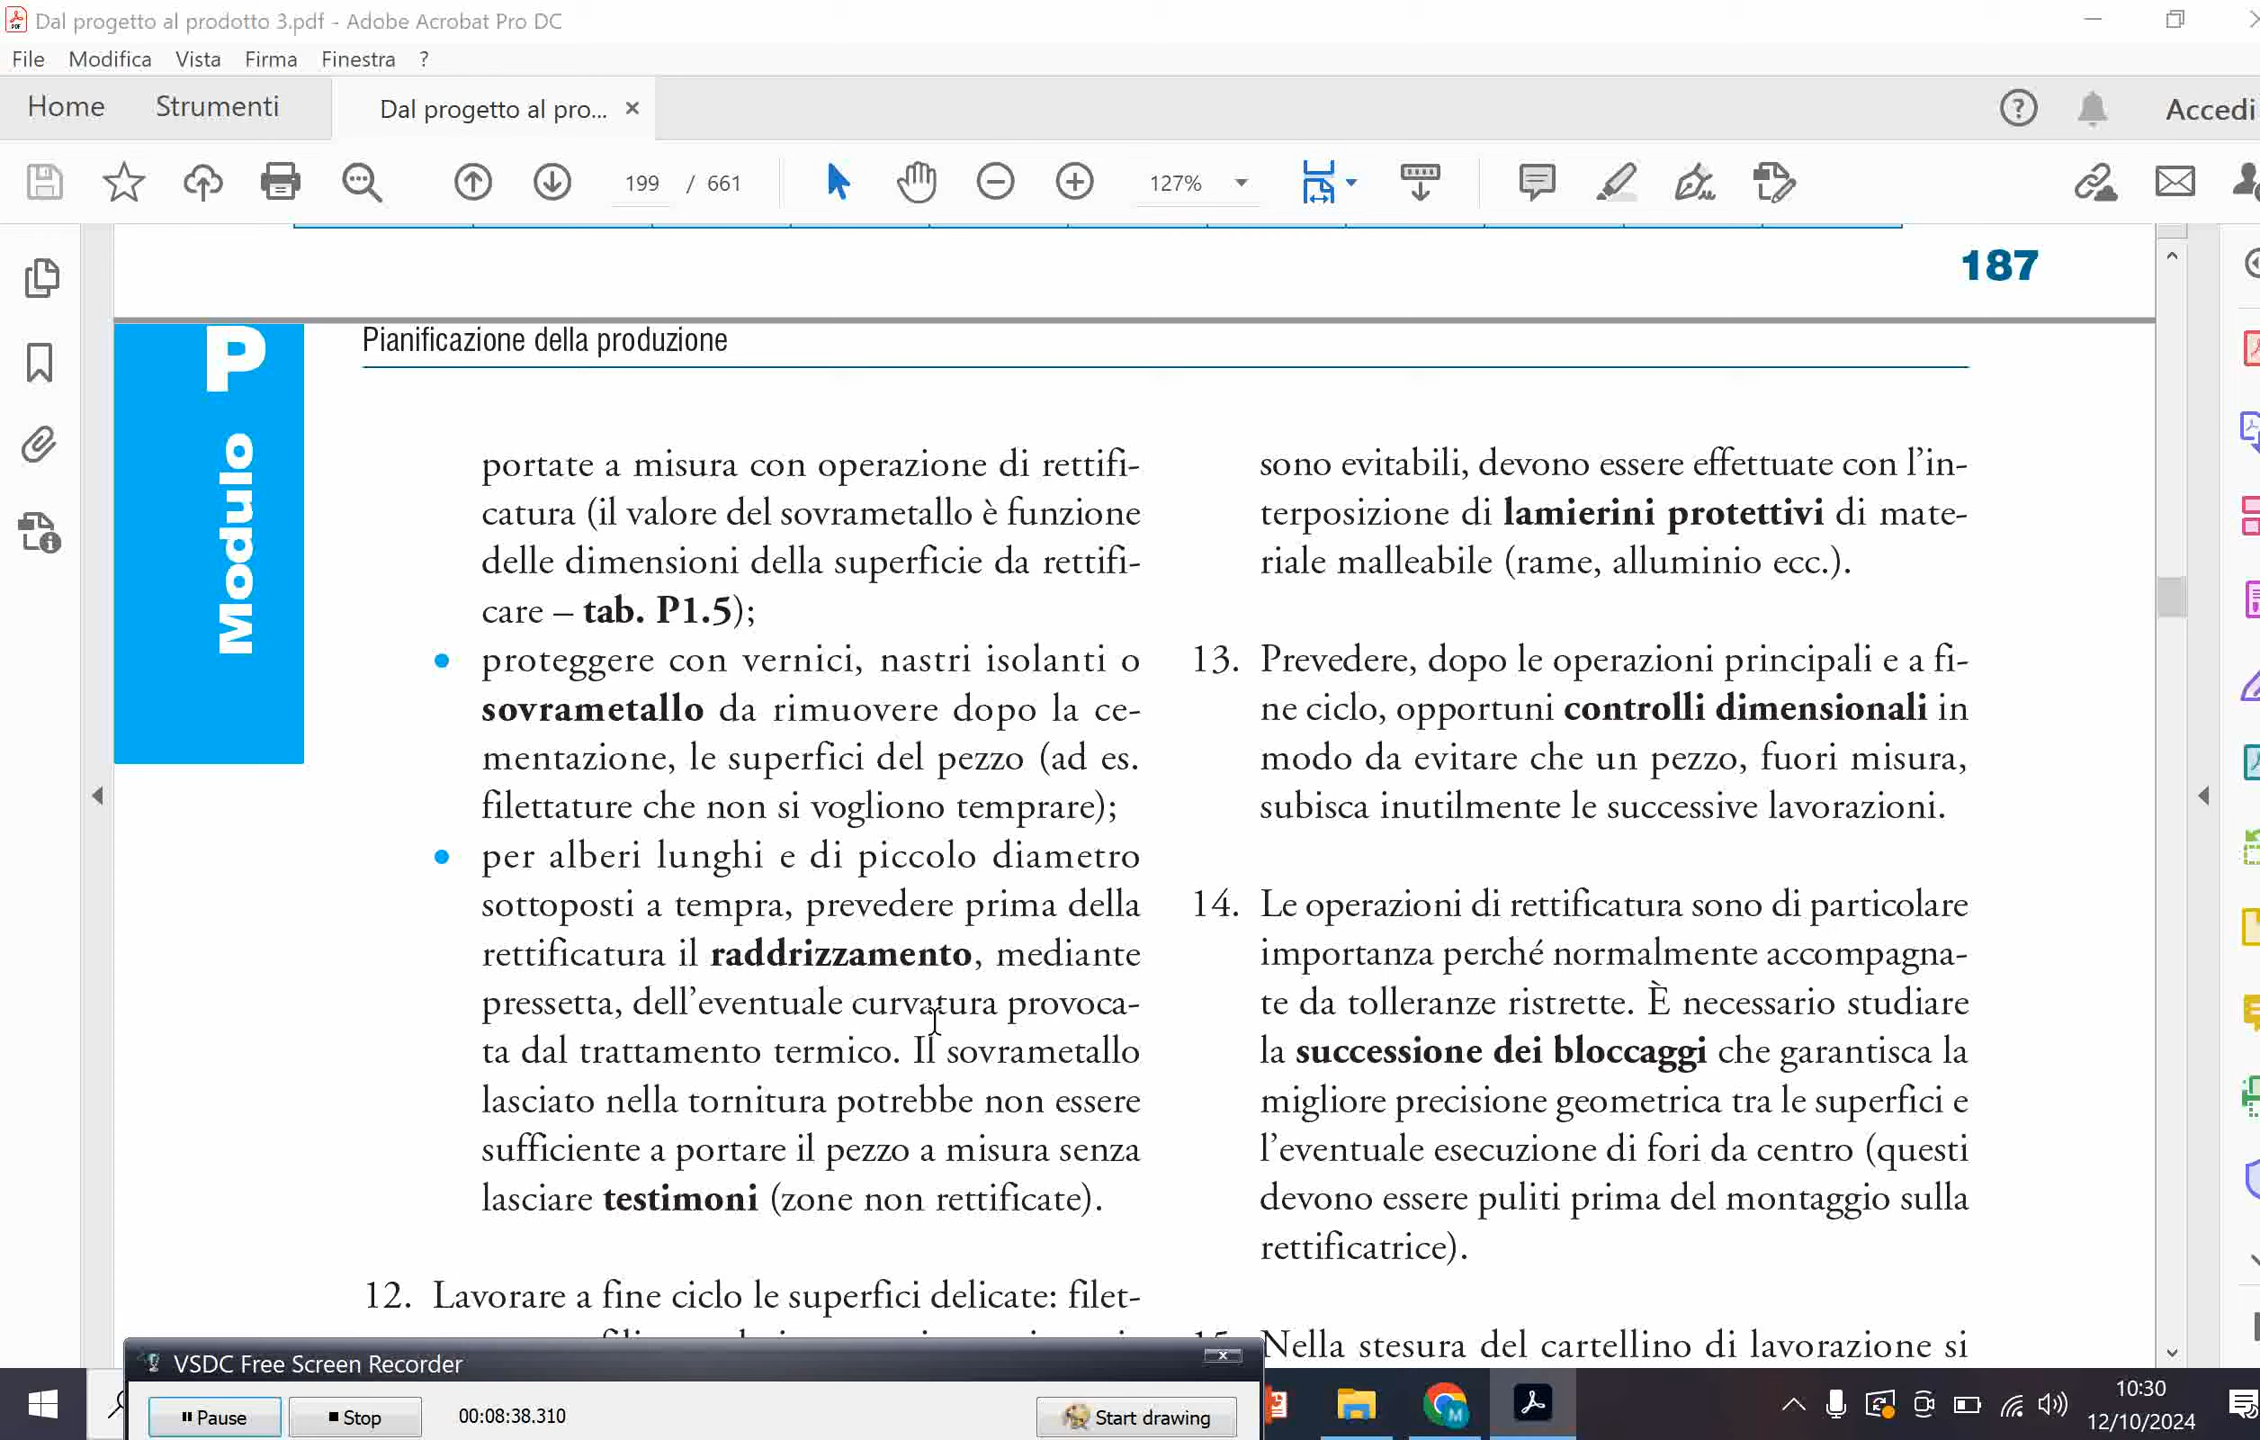 Dal progetto al prodotto 3.pdf - Adobe Acrobat Pro DC
File Modifica Vista Firma Finestra ?
Home Strumenti Dal progetto al pro... × Accedi
199 / 661 127%
187
P
Modulo
Pianificazione della produzione
portate a misura con operazione di rettifi-
catura (il valore del sovrametallo è funzione
delle dimensioni della superficie da rettifi-
care – tab. P1.5);
• proteggere con vernici, nastri isolanti o
sovrametallo da rimuovere dopo la ce-
mentazione, le superfici del pezzo (ad es.
filettature che non si vogliono temprare);
• per alberi lunghi e di piccolo diametro
sottoposti a tempra, prevedere prima della
rettificatura il raddrizzamento, mediante
pressetta, dell'eventuale curvatura provoca-
ta dal trattamento termico. Il sovrametallo
lasciato nella tornitura potrebbe non essere
sufficiente a portare il pezzo a misura senza
lasciare testimoni (zone non rettificate).
12. Lavorare a fine ciclo le superfici delicate: filet-
sono evitabili, devono essere effettuate con l'in-
terposizione di lamierini protettivi di mate-
riale malleabile (rame, alluminio ecc.).
13. Prevedere, dopo le operazioni principali e a fi-
ne ciclo, opportuni controlli dimensionali in
modo da evitare che un pezzo, fuori misura,
subisca inutilmente le successive lavorazioni.
14. Le operazioni di rettificatura sono di particolare
importanza perché normalmente accompagna-
te da tolleranze ristrette. È necessario studiare
la successione dei bloccaggi che garantisca la
migliore precisione geometrica tra le superfici e
l'eventuale esecuzione di fori da centro (questi
devono essere puliti prima del montaggio sulla
rettificatrice).
Nella stesura del cartellino di lavorazione si
VSDC Free Screen Recorder
Pause Stop 00:08:38.310 Start drawing
10:30
12/10/2024